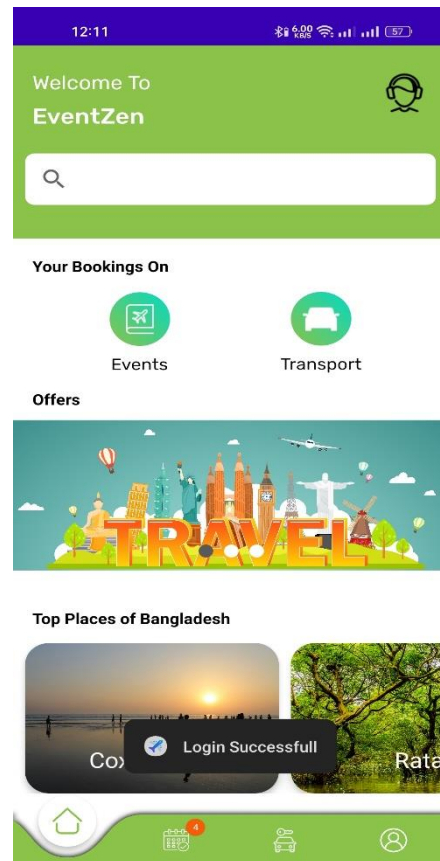 12:11 6.00 KB/S 57
Welcome To
EventZen
Your Bookings On
Events Transport
Offers
TRAVEL
Top Places of Bangladesh
Login Successfull
Cox Rata
4